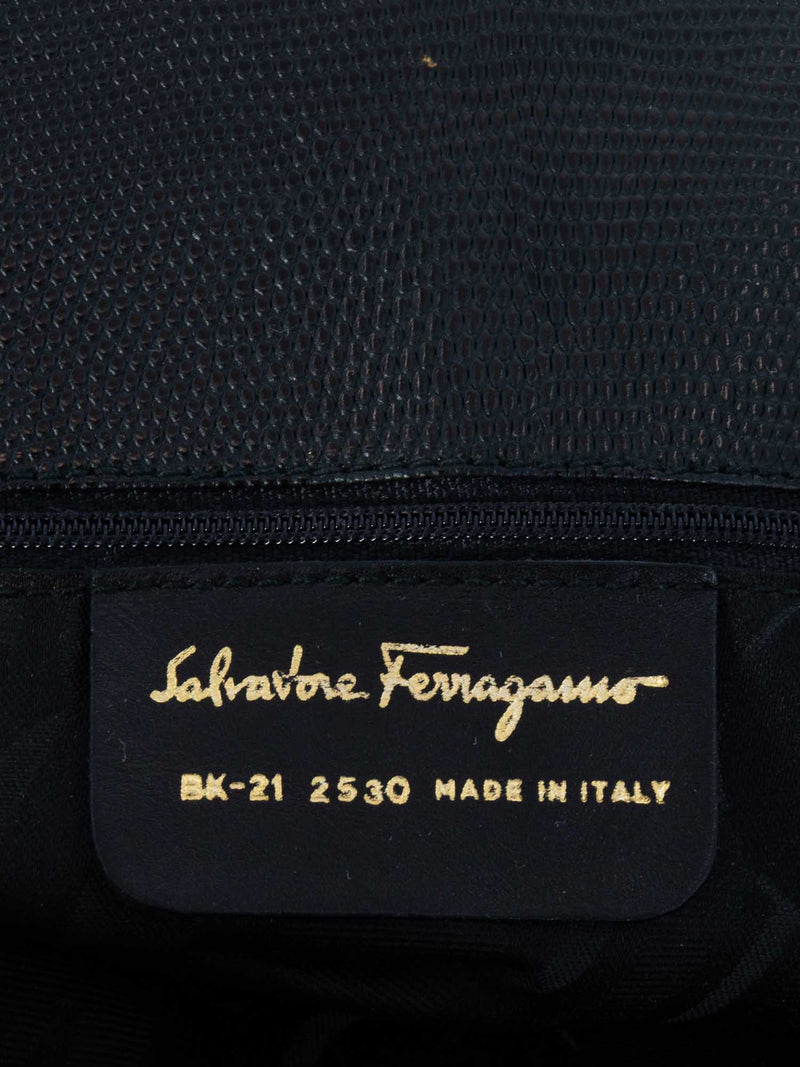 Salvatore Ferragamo
BK-21 2530 MADE IN ITALY